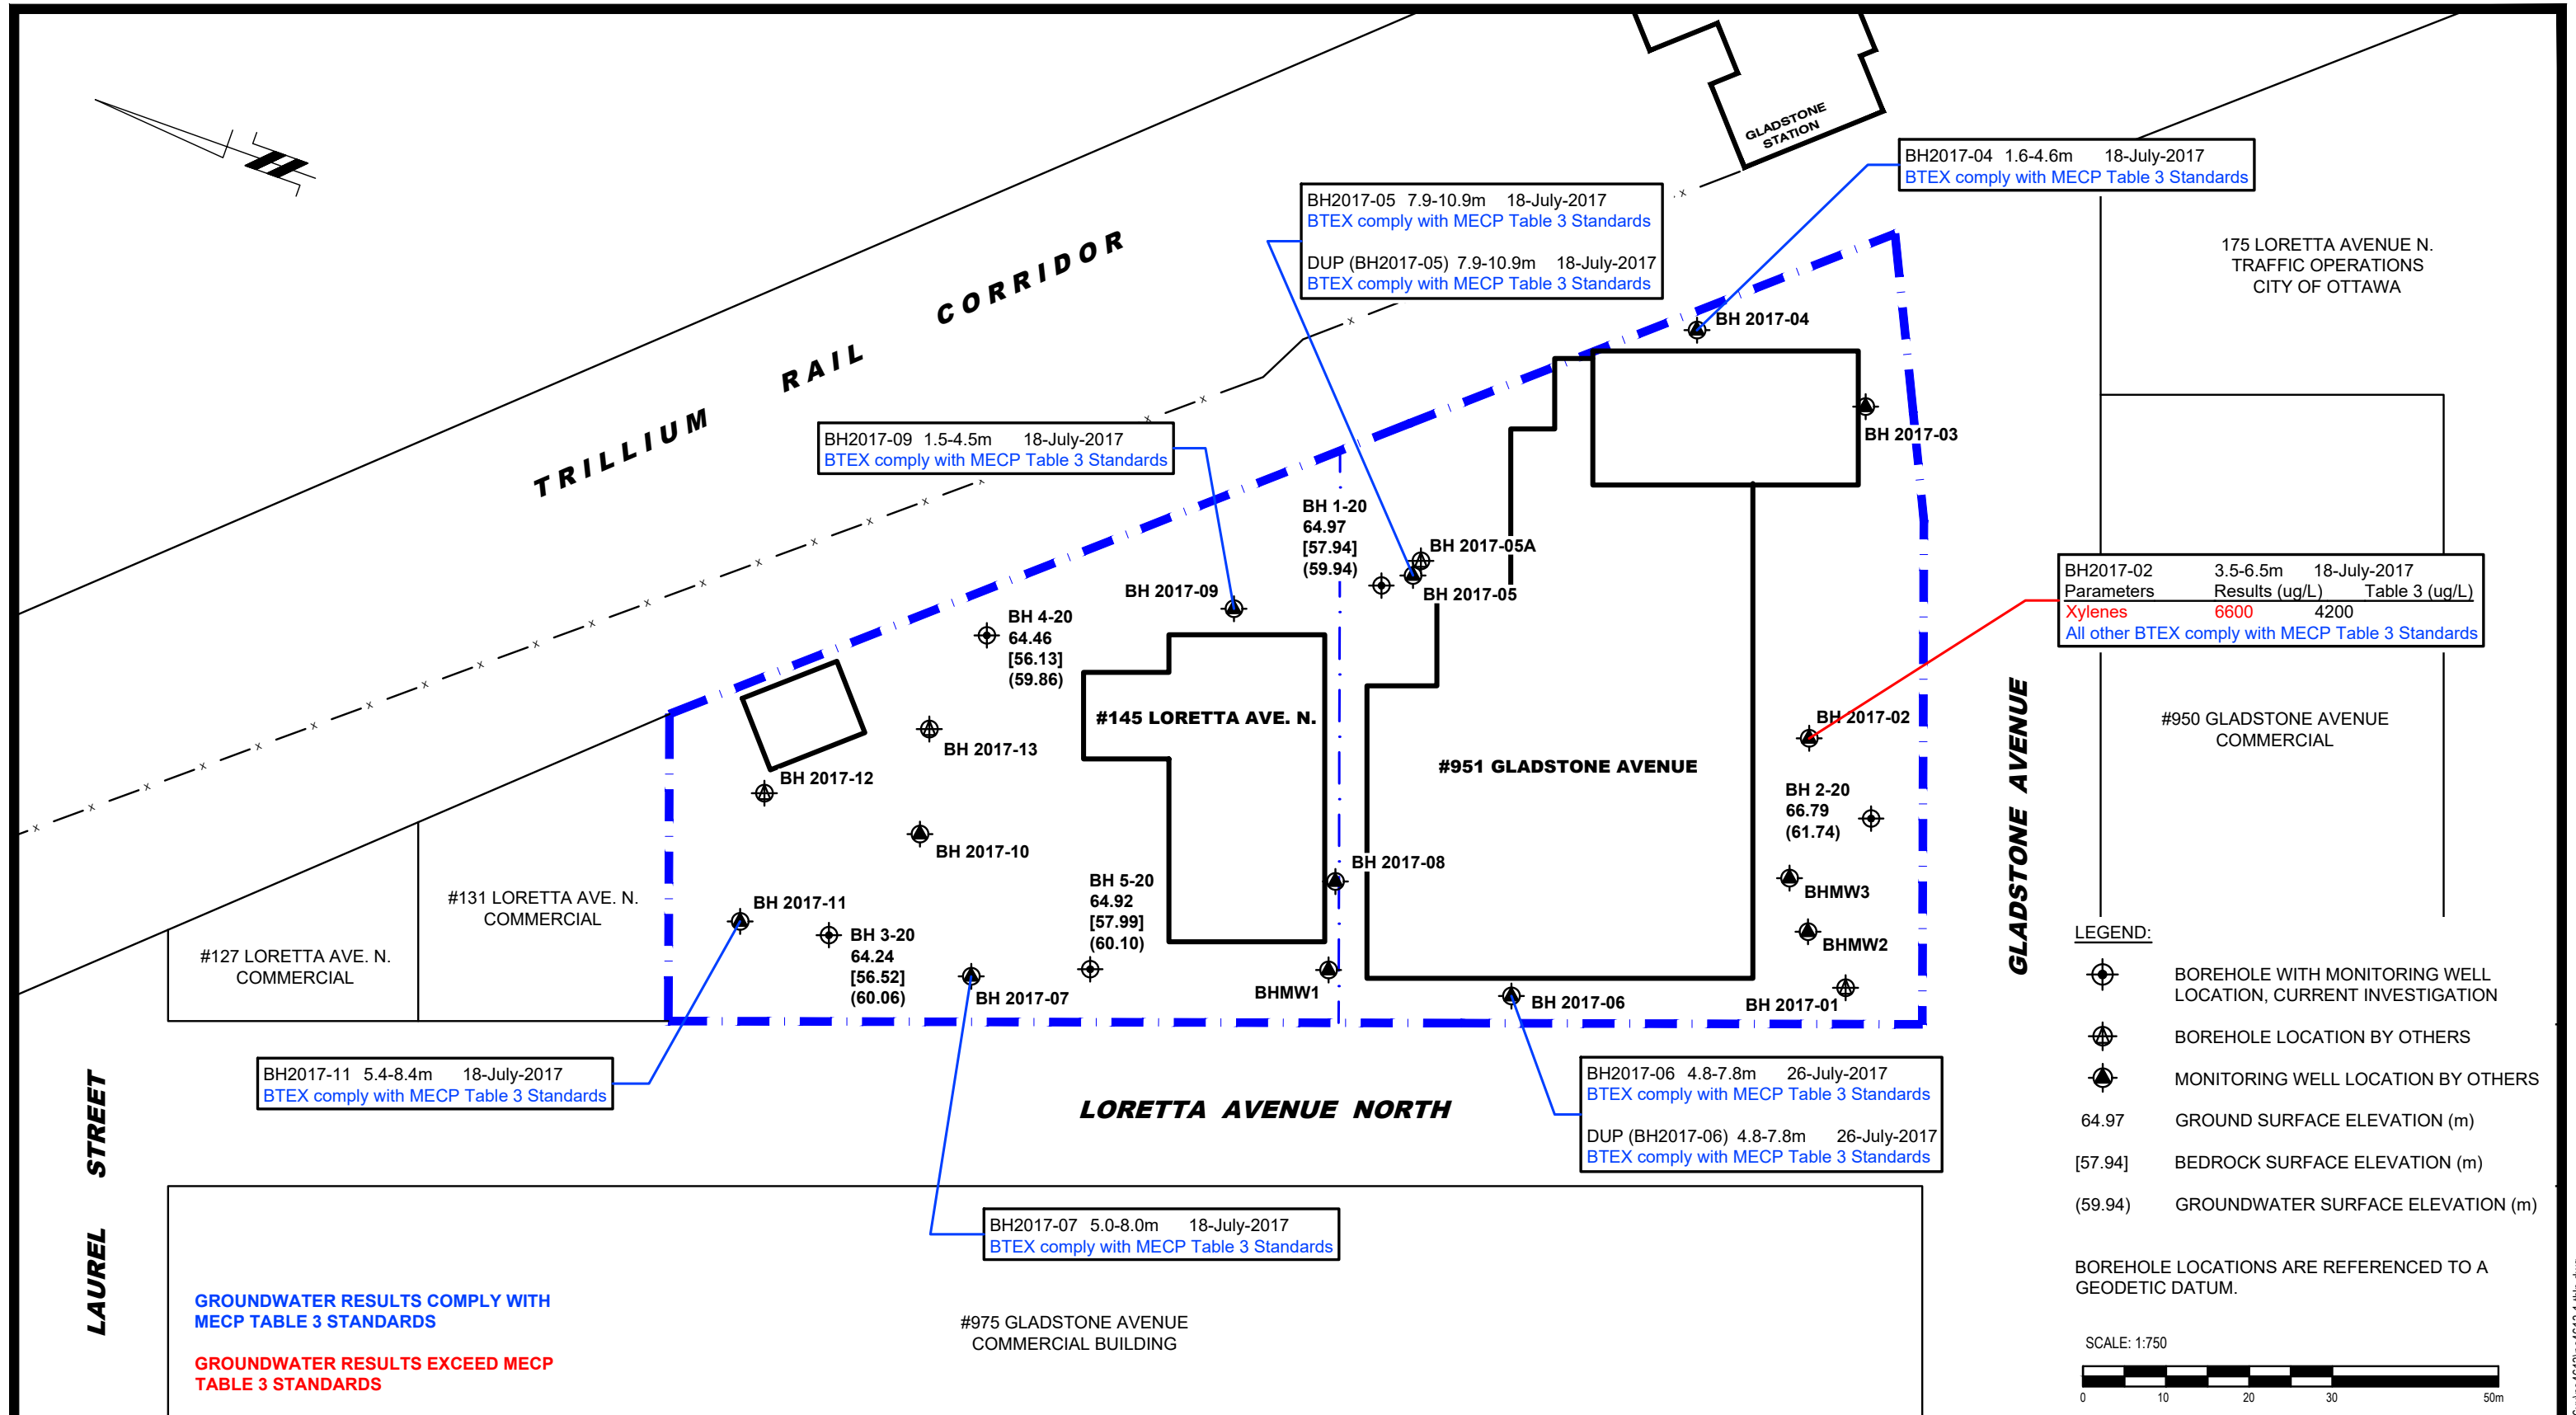 GLADSTONE
STATION
BH2017-04 1.6-4.6m 18-July-2017
BTEX comply with MECP Table 3 Standards
BH2017-05 7.9-10.9m 18-July-2017
BTEX comply with MECP Table 3 Standards
DUP (BH2017-05) 7.9-10.9m 18-July-2017
BTEX comply with MECP Table 3 Standards
175 LORETTA AVENUE N.
TRAFFIC OPERATIONS
CITY OF OTTAWA
TRILLIUM RAIL CORRIDOR
BH 2017-04
BH 2017-03
BH2017-09 1.5-4.5m 18-July-2017
BTEX comply with MECP Table 3 Standards
BH 1-20
64.97
[57.94]
(59.94)
BH 2017-05A
BH 2017-05
BH 2017-09
BH2017-02 3.5-6.5m 18-July-2017
Parameters Results (ug/L) Table 3 (ug/L)
Xylenes 6600 4200
All other BTEX comply with MECP Table 3 Standards
BH 4-20
64.46
[56.13]
(59.86)
#145 LORETTA AVE. N.
BH 2017-02
#950 GLADSTONE AVENUE
COMMERCIAL
BH 2017-13
#951 GLADSTONE AVENUE
BH 2017-12
BH 2-20
66.79
(61.74)
GLADSTONE AVENUE
BH 2017-10
BH 2017-08
BH 5-20
64.92
[57.99]
(60.10)
BHMW3
#131 LORETTA AVE. N.
COMMERCIAL
BH 2017-11
BH 3-20
64.24
[56.52]
(60.06)
BHMW2
#127 LORETTA AVE. N.
COMMERCIAL
BH 2017-07
BHMW1
BH 2017-06
BH 2017-01
LEGEND:
BOREHOLE WITH MONITORING WELL
LOCATION, CURRENT INVESTIGATION
BOREHOLE LOCATION BY OTHERS
MONITORING WELL LOCATION BY OTHERS
64.97 GROUND SURFACE ELEVATION (m)
[57.94] BEDROCK SURFACE ELEVATION (m)
(59.94) GROUNDWATER SURFACE ELEVATION (m)
BOREHOLE LOCATIONS ARE REFERENCED TO A
GEODETIC DATUM.
SCALE: 1:750
0 10 20 30 50m
BH2017-11 5.4-8.4m 18-July-2017
BTEX comply with MECP Table 3 Standards
LORETTA AVENUE NORTH
BH2017-06 4.8-7.8m 26-July-2017
BTEX comply with MECP Table 3 Standards
DUP (BH2017-06) 4.8-7.8m 26-July-2017
BTEX comply with MECP Table 3 Standards
LAUREL STREET
BH2017-07 5.0-8.0m 18-July-2017
BTEX comply with MECP Table 3 Standards
GROUNDWATER RESULTS COMPLY WITH
MECP TABLE 3 STANDARDS
GROUNDWATER RESULTS EXCEED MECP
TABLE 3 STANDARDS
#975 GLADSTONE AVENUE
COMMERCIAL BUILDING